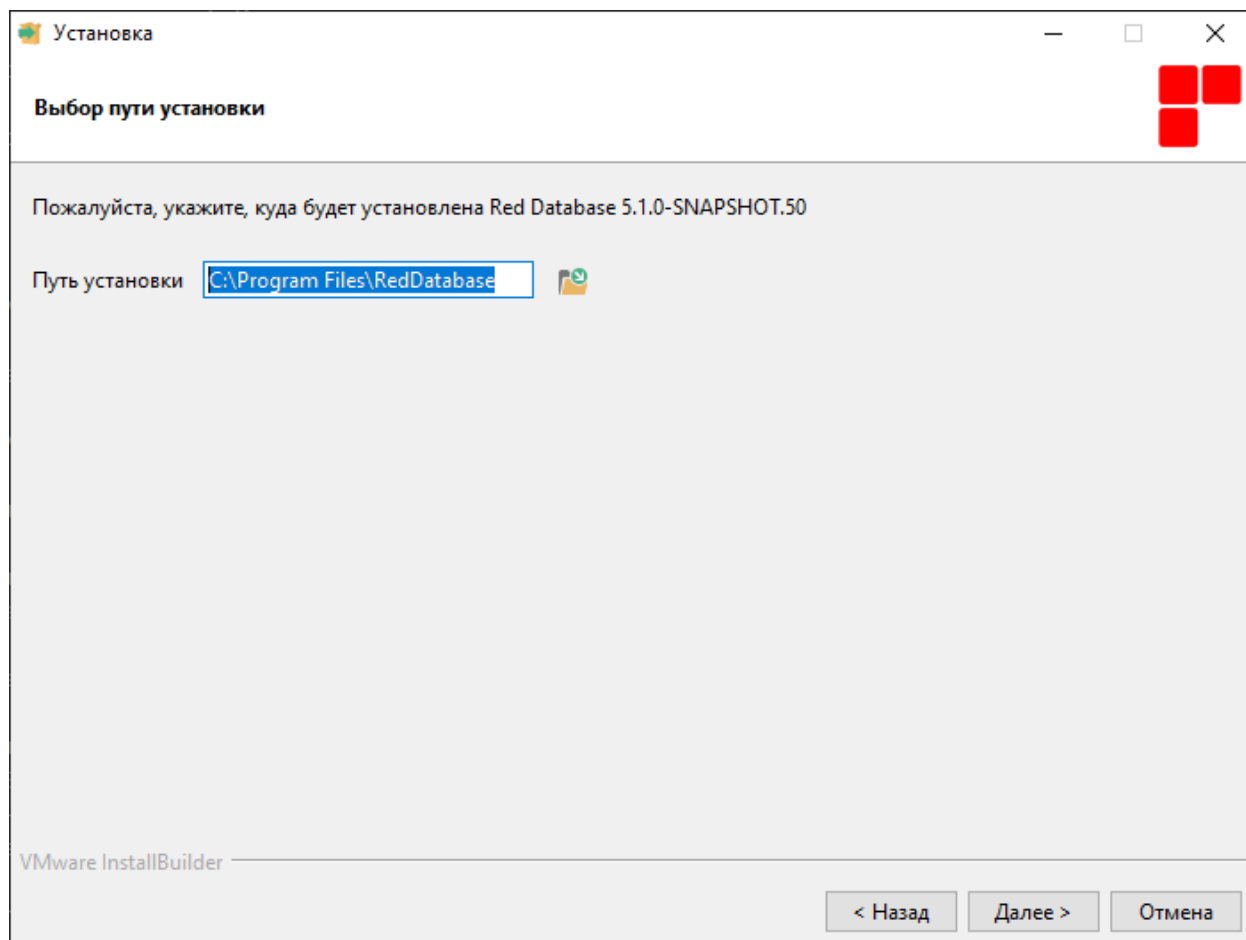 Установка
Выбор пути установки
Пожалуйста, укажите, куда будет установлена Red Database 5.1.0-SNAPSHOT.50
Путь установки C:\Program Files\RedDatabase
VMware InstallBuilder
< Назад Далее > Отмена